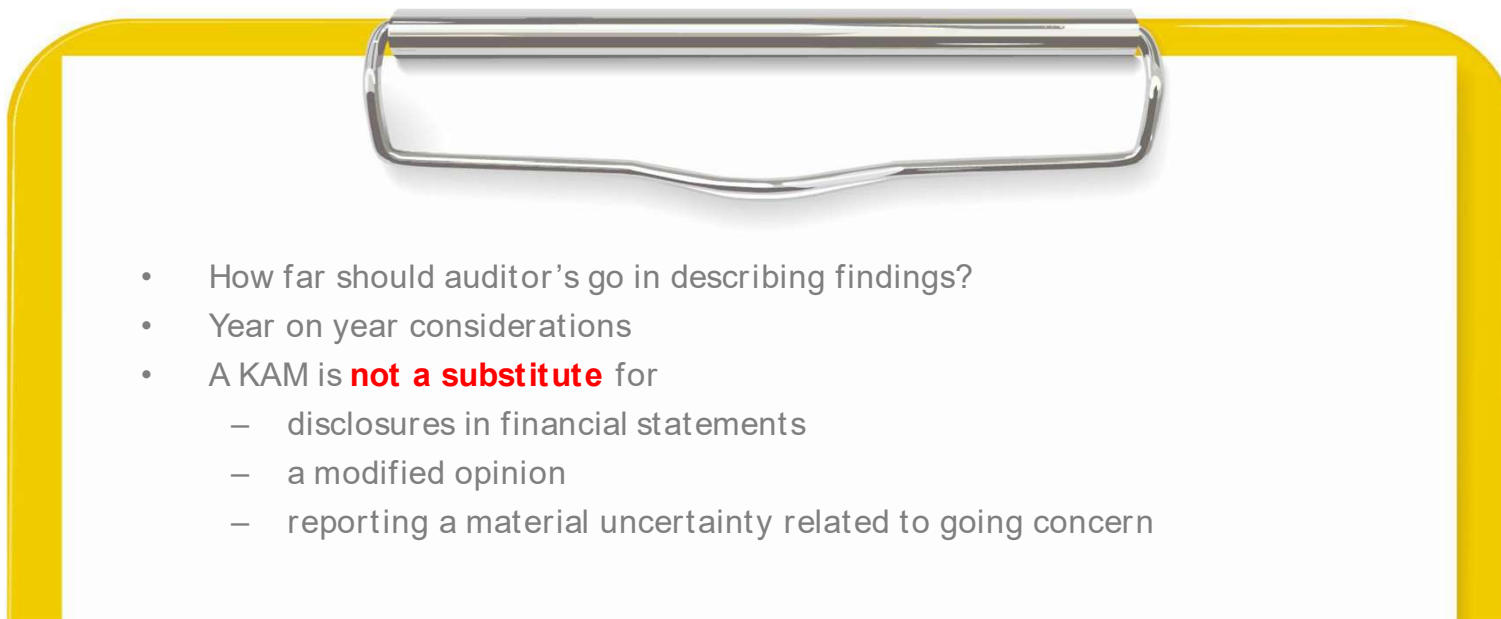 • How far should auditor’s go in describing findings?
• Year on year considerations
• A KAM is not a substitute for
– disclosures in financial statements
– a modified opinion
– reporting a material uncertainty related to going concern